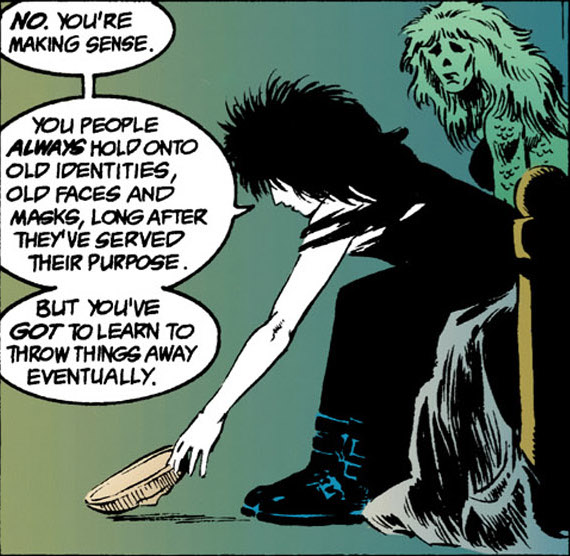 NO. YOU'RE
MAKING SENSE.
YOU PEOPLE
ALWAYS HOLD ONTO
OLD IDENTITIES,
OLD FACES AND
MASKS, LONG AFTER
THEY'VE SERVED
THEIR PURPOSE.
BUT YOU'VE
GOT TO LEARN TO
THROW THINGS AWAY
EVENTUALLY.